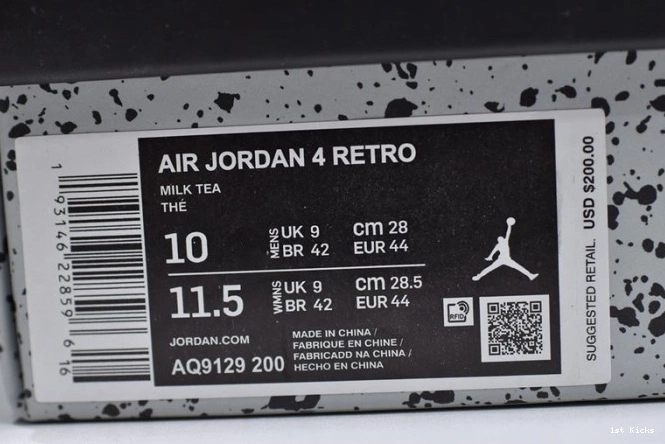 AIR JORDAN 4 RETRO
MILK TEA
THÉ
10 MENS UK 9 cm 28
BR 42 EUR 44
11.5 WMNS UK 9 cm 28.5
BR 42 EUR 44
JORDAN.COM
AQ9129 200
MADE IN CHINA /
FABRIQUE EN CHINE /
FABRICADO NA CHINA /
HECHO EN CHINA
RFID
1 93146 22859 6 16
SUGGESTED RETAIL. USD $200.00
1st Kicks